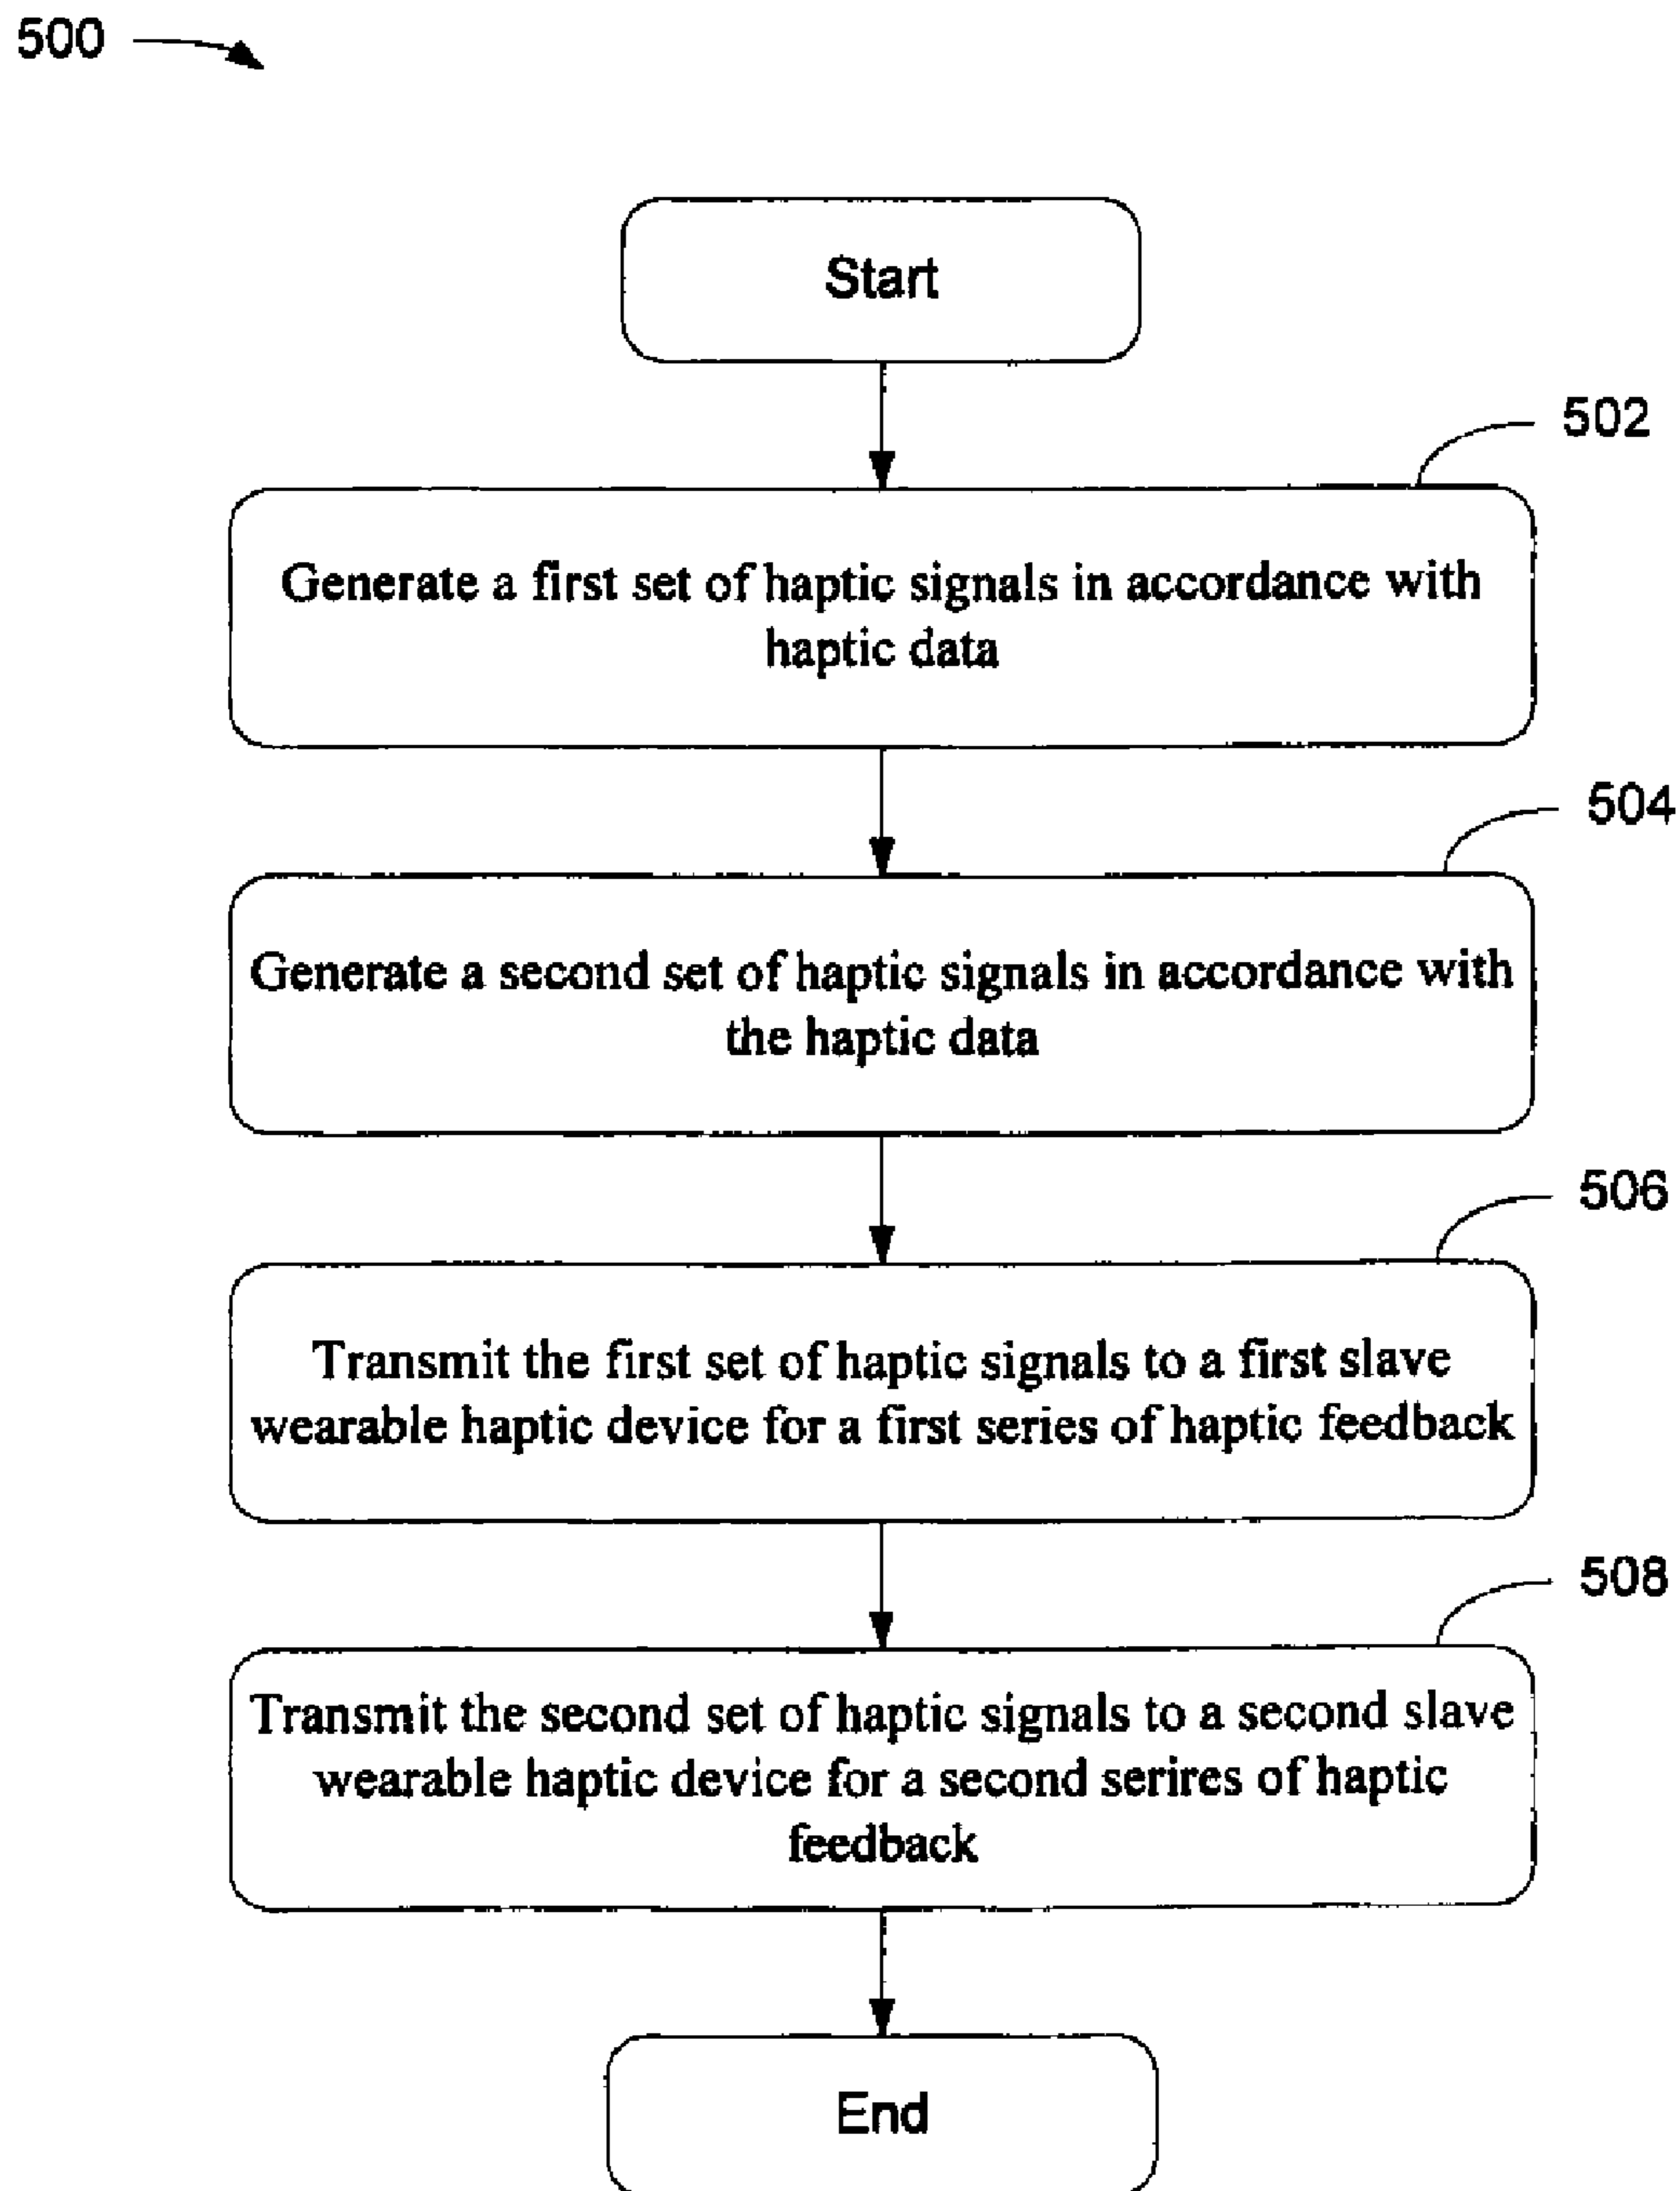 500
Start
502
Generate a first set of haptic signals in accordance with
haptic data
504
Generate a second set of haptic signals in accordance with
the haptic data
506
Transmit the first set of haptic signals to a first slave
wearable haptic device for a first series of haptic feedback
508
Transmit the second set of haptic signals to a second slave
wearable haptic device for a second serires of haptic
feedback
End